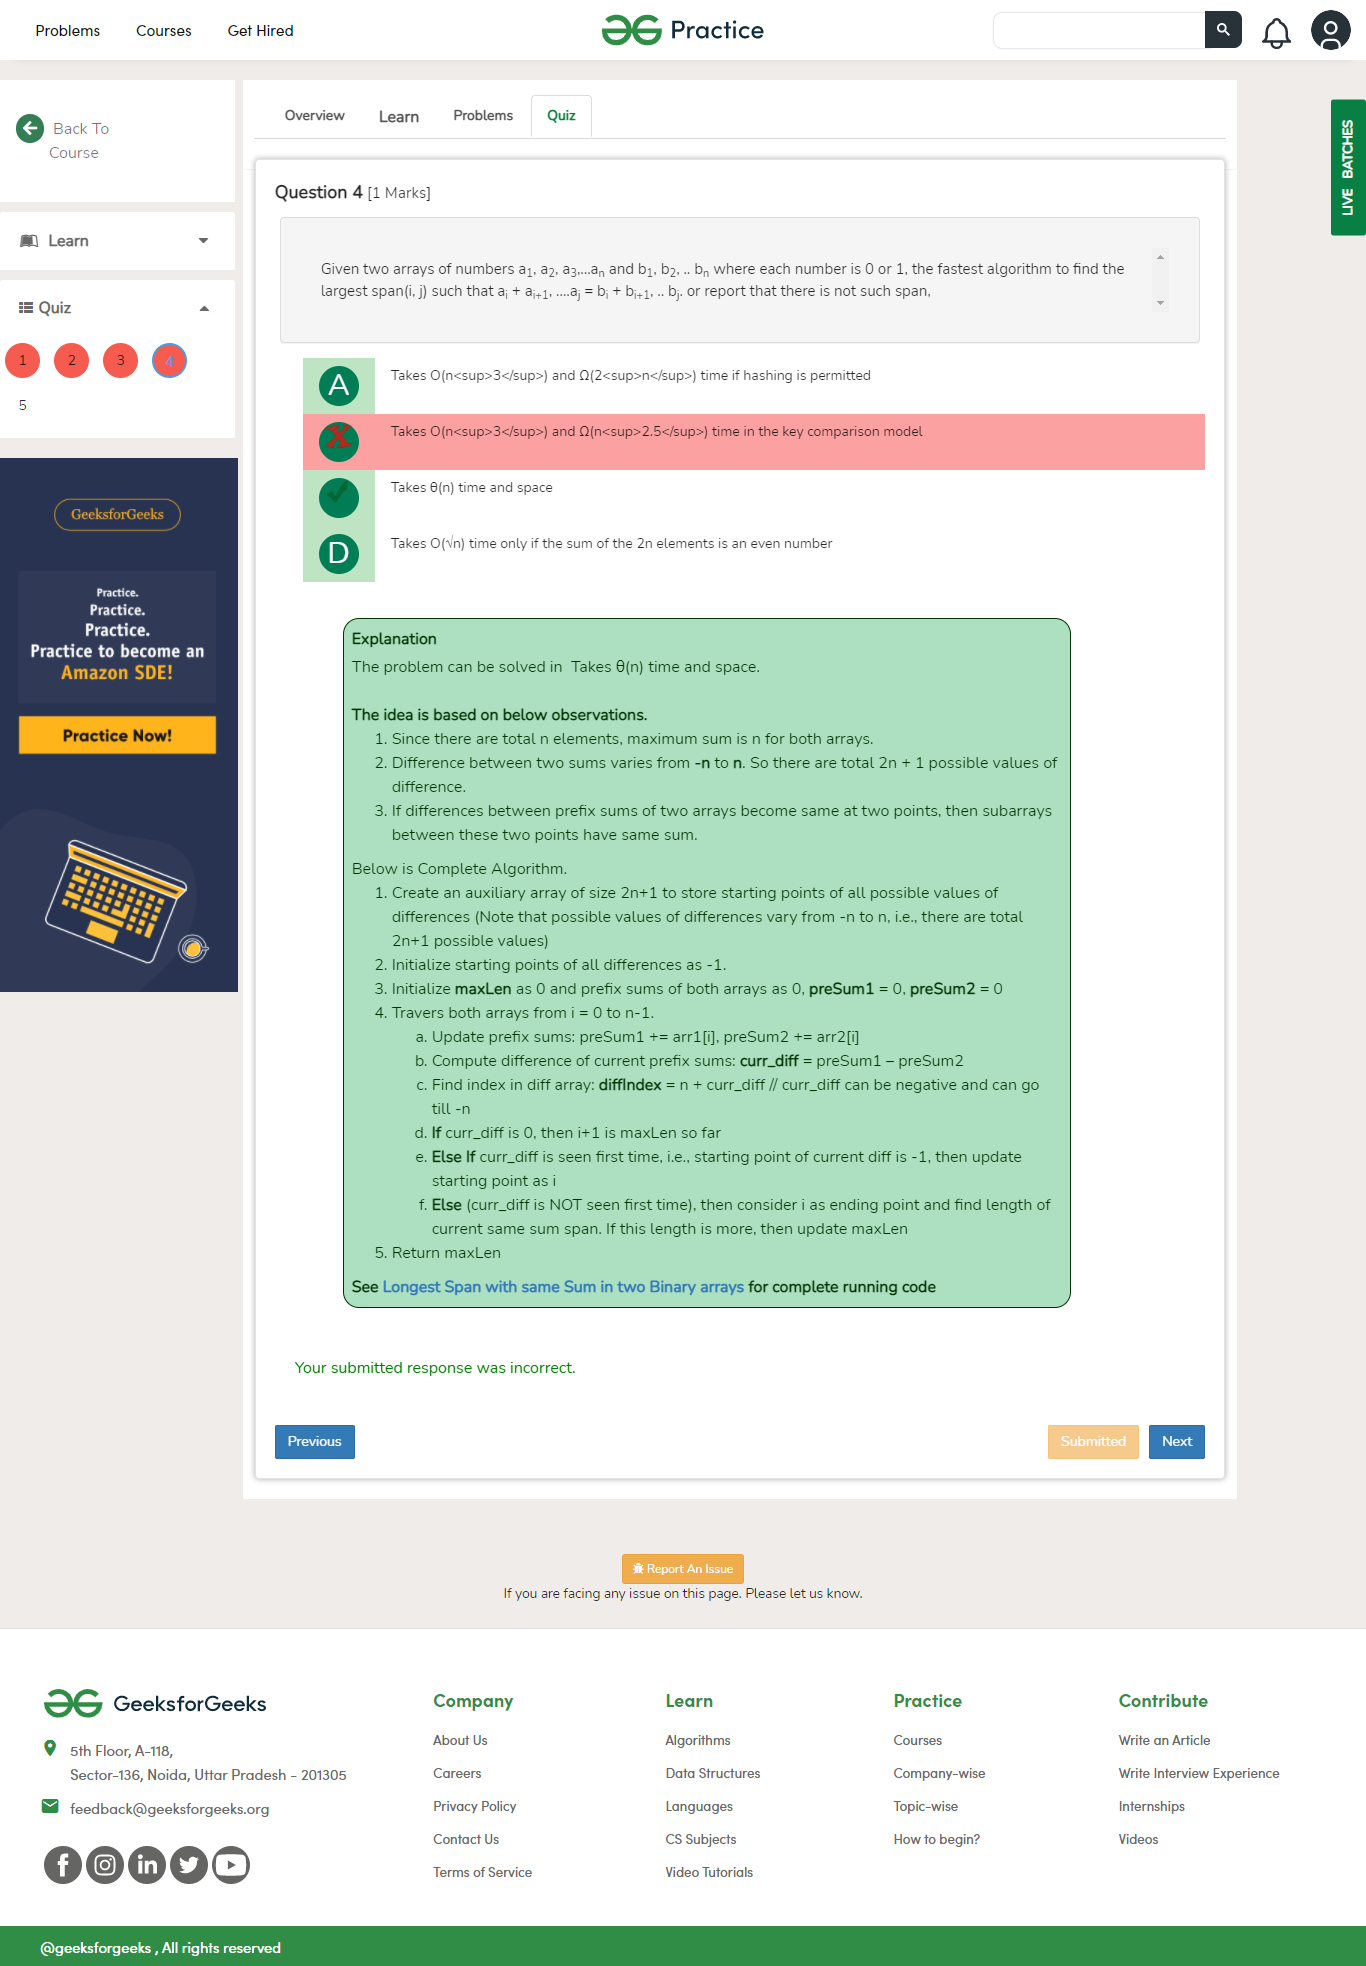 Problems Courses Get Hired
Practice
Back To
Course
Learn
Quiz
1 2 3 4
5
GeeksforGeeks
Practice.
Practice.
Practice.
Practice to become an
Amazon SDE!
Practice Now!
Overview Learn Problems Quiz
LIVE BATCHES
Question 4 [1 Marks]
Given two arrays of numbers a1, a2, a3,...an and b1, b2, .. bn where each number is 0 or 1, the fastest algorithm to find the
largest span(i, j) such that ai + ai+1, ....aj = bi + bi+1, .. bj. or report that there is not such span,
A Takes O(n<sup>3</sup>) and Ω(2<sup>n</sup>) time if hashing is permitted
X Takes O(n<sup>3</sup>) and Ω(n<sup>2.5</sup>) time in the key comparison model
Takes θ(n) time and space
D Takes O(√n) time only if the sum of the 2n elements is an even number
Explanation
The problem can be solved in Takes θ(n) time and space.
The idea is based on below observations.
1. Since there are total n elements, maximum sum is n for both arrays.
2. Difference between two sums varies from -n to n. So there are total 2n + 1 possible values of
difference.
3. If differences between prefix sums of two arrays become same at two points, then subarrays
between these two points have same sum.
Below is Complete Algorithm.
1. Create an auxiliary array of size 2n+1 to store starting points of all possible values of
differences (Note that possible values of differences vary from -n to n, i.e., there are total
2n+1 possible values)
2. Initialize starting points of all differences as -1.
3. Initialize maxLen as 0 and prefix sums of both arrays as 0, preSum1 = 0, preSum2 = 0
4. Travers both arrays from i = 0 to n-1.
a. Update prefix sums: preSum1 += arr1[i], preSum2 += arr2[i]
b. Compute difference of current prefix sums: curr_diff = preSum1 – preSum2
c. Find index in diff array: diffIndex = n + curr_diff // curr_diff can be negative and can go
till -n
d. If curr_diff is 0, then i+1 is maxLen so far
e. Else If curr_diff is seen first time, i.e., starting point of current diff is -1, then update
starting point as i
f. Else (curr_diff is NOT seen first time), then consider i as ending point and find length of
current same sum span. If this length is more, then update maxLen
5. Return maxLen
See Longest Span with same Sum in two Binary arrays for complete running code
Your submitted response was incorrect.
Previous Submitted Next
Report An Issue
If you are facing any issue on this page. Please let us know.
GeeksforGeeks
5th Floor, A-118,
Sector-136, Noida, Uttar Pradesh - 201305
feedback@geeksforgeeks.org
Company
About Us
Careers
Privacy Policy
Contact Us
Terms of Service
Learn
Algorithms
Data Structures
Languages
CS Subjects
Video Tutorials
Practice
Courses
Company-wise
Topic-wise
How to begin?
Contribute
Write an Article
Write Interview Experience
Internships
Videos
@geeksforgeeks , All rights reserved